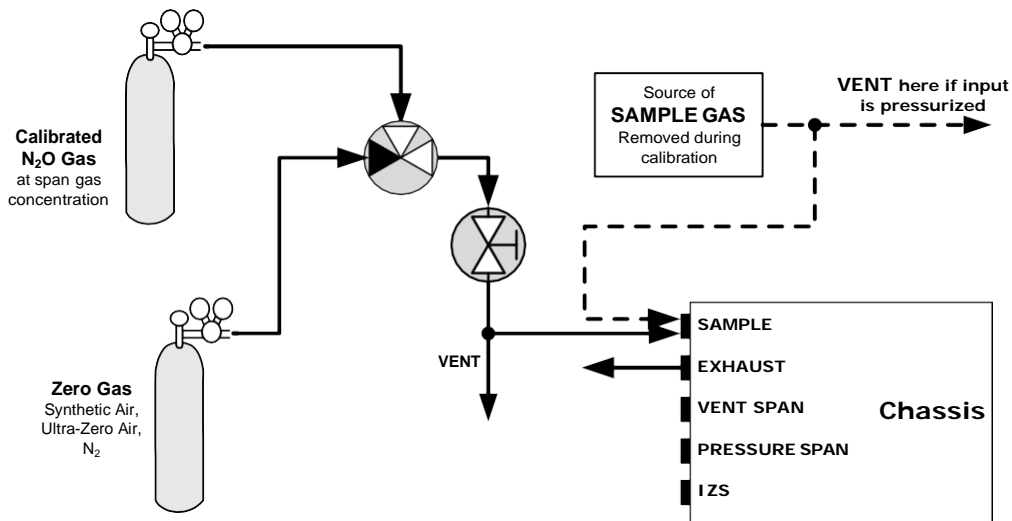 Calibrated
N₂O Gas
at span gas
concentration
Source of
SAMPLE GAS
Removed during
calibration
VENT here if input
is pressurized
Zero Gas
Synthetic Air,
Ultra-Zero Air,
N₂
VENT
SAMPLE
EXHAUST
VENT SPAN
PRESSURE SPAN
IZS
Chassis